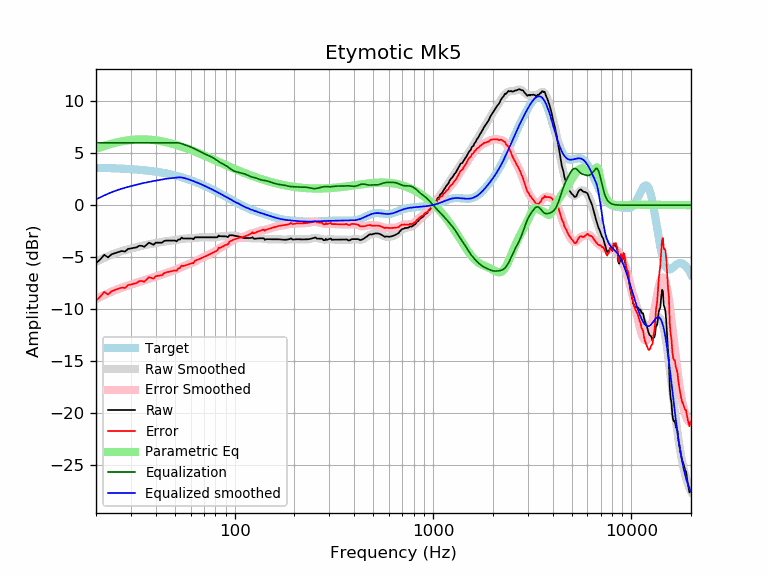 Etymotic Mk5
Amplitude (dBr)
10
5
0
−5
−10
−15
−20
−25
Target
Raw Smoothed
Error Smoothed
Raw
Error
Parametric Eq
Equalization
Equalized smoothed
100
1000
10000
Frequency (Hz)